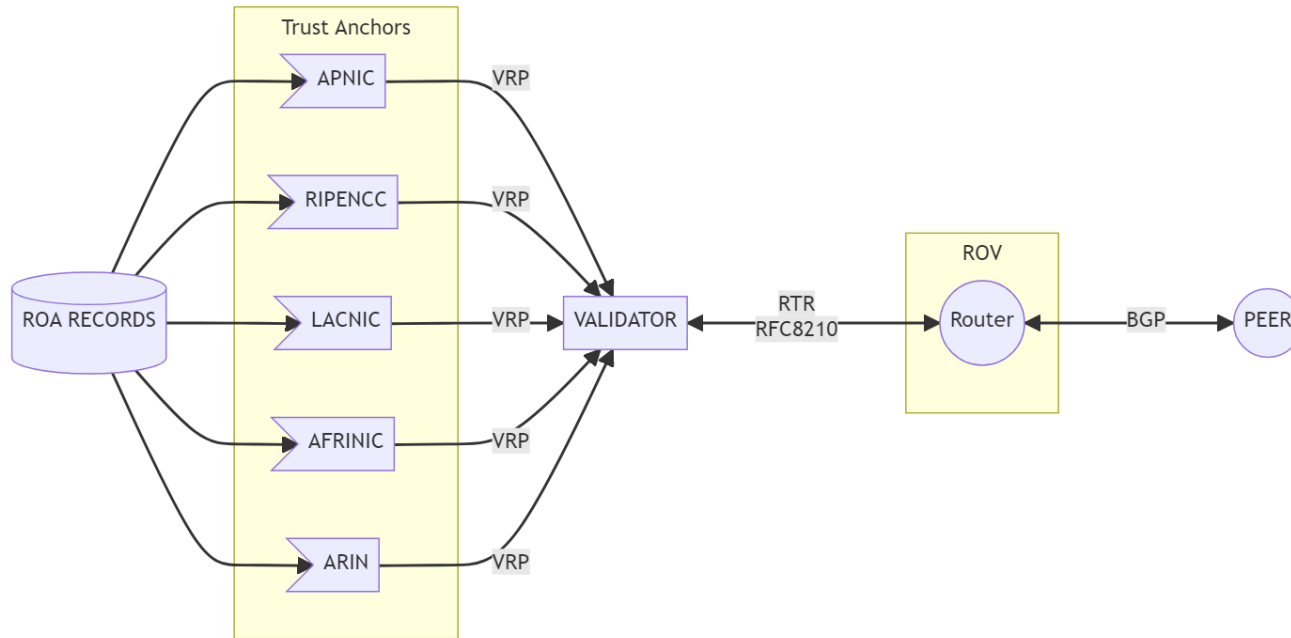 Trust Anchors
APNIC
VRP
RIPENCC
VRP
ROV
ROA RECORDS
LACNIC
VRP
VALIDATOR
RTR
RFC8210
Router
BGP
PEER
AFRINIC
VRP
ARIN
VRP